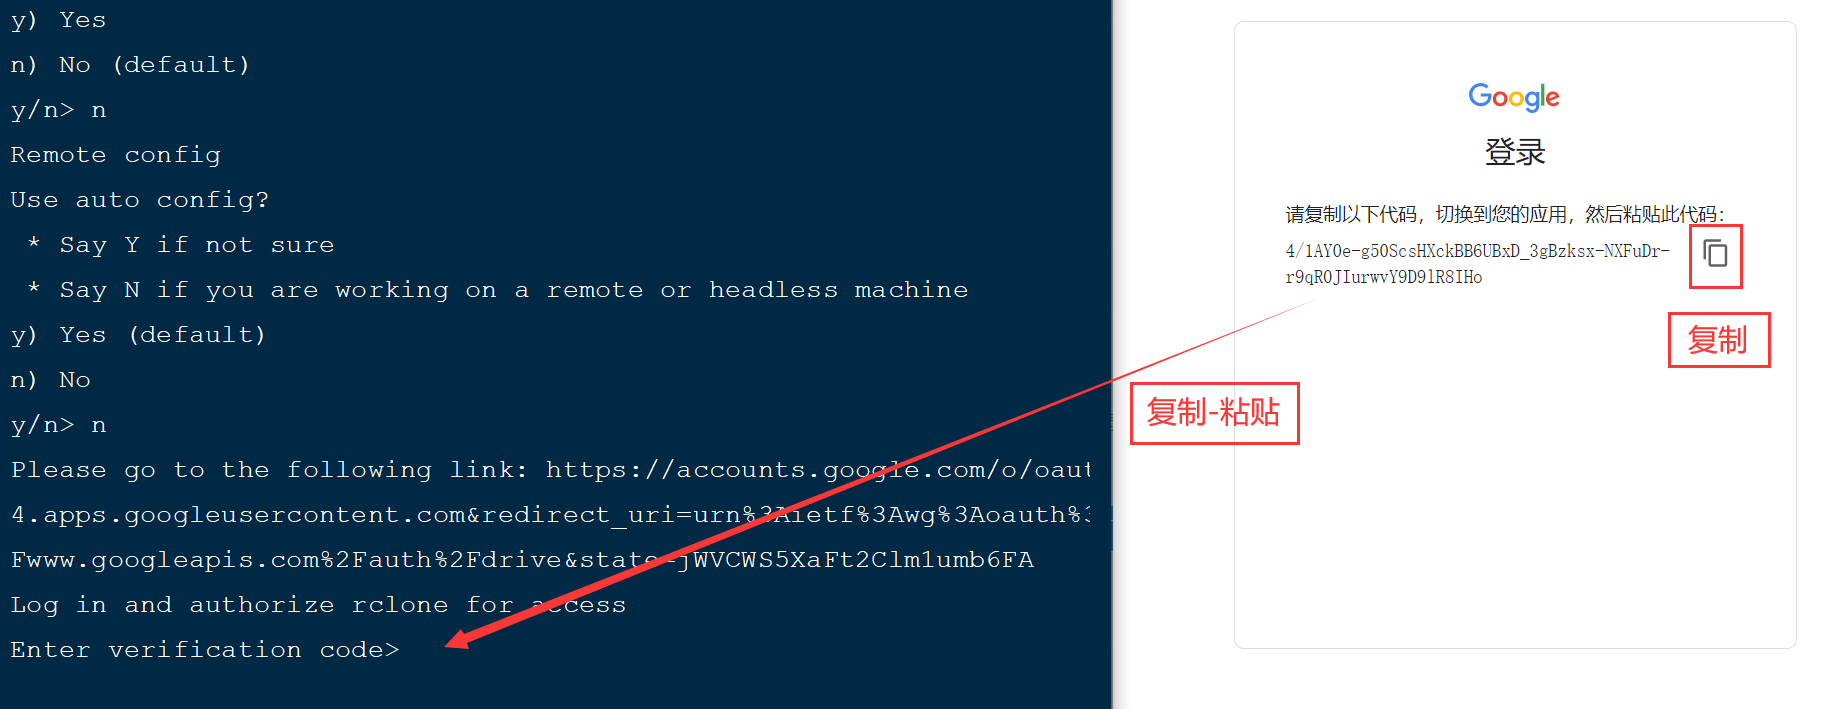 y) Yes
n) No (default)
y/n> n
Remote config
Use auto config?
* Say Y if not sure
* Say N if you are working on a remote or headless machine
y) Yes (default)
n) No
y/n> n
Please go to the following link: https://accounts.google.com/o/oaut
4.apps.googleusercontent.com&redirect_uri=urn%3Aietf%3Awg%3Aoauth%3
Fwww.googleapis.com%2Fauth%2Fdrive&state=jWVCWS5XaFt2Clm1umb6FA
Log in and authorize rclone for access
Enter verification code>
Google
登录
请复制以下代码，切换到您的应用，然后粘贴此代码：
4/1AY0e-g50ScsHXckBB6UBxD_3gBzksx-NXFuDr-
r9qR0JIurwvY9D9lR8IHo
复制
复制-粘贴